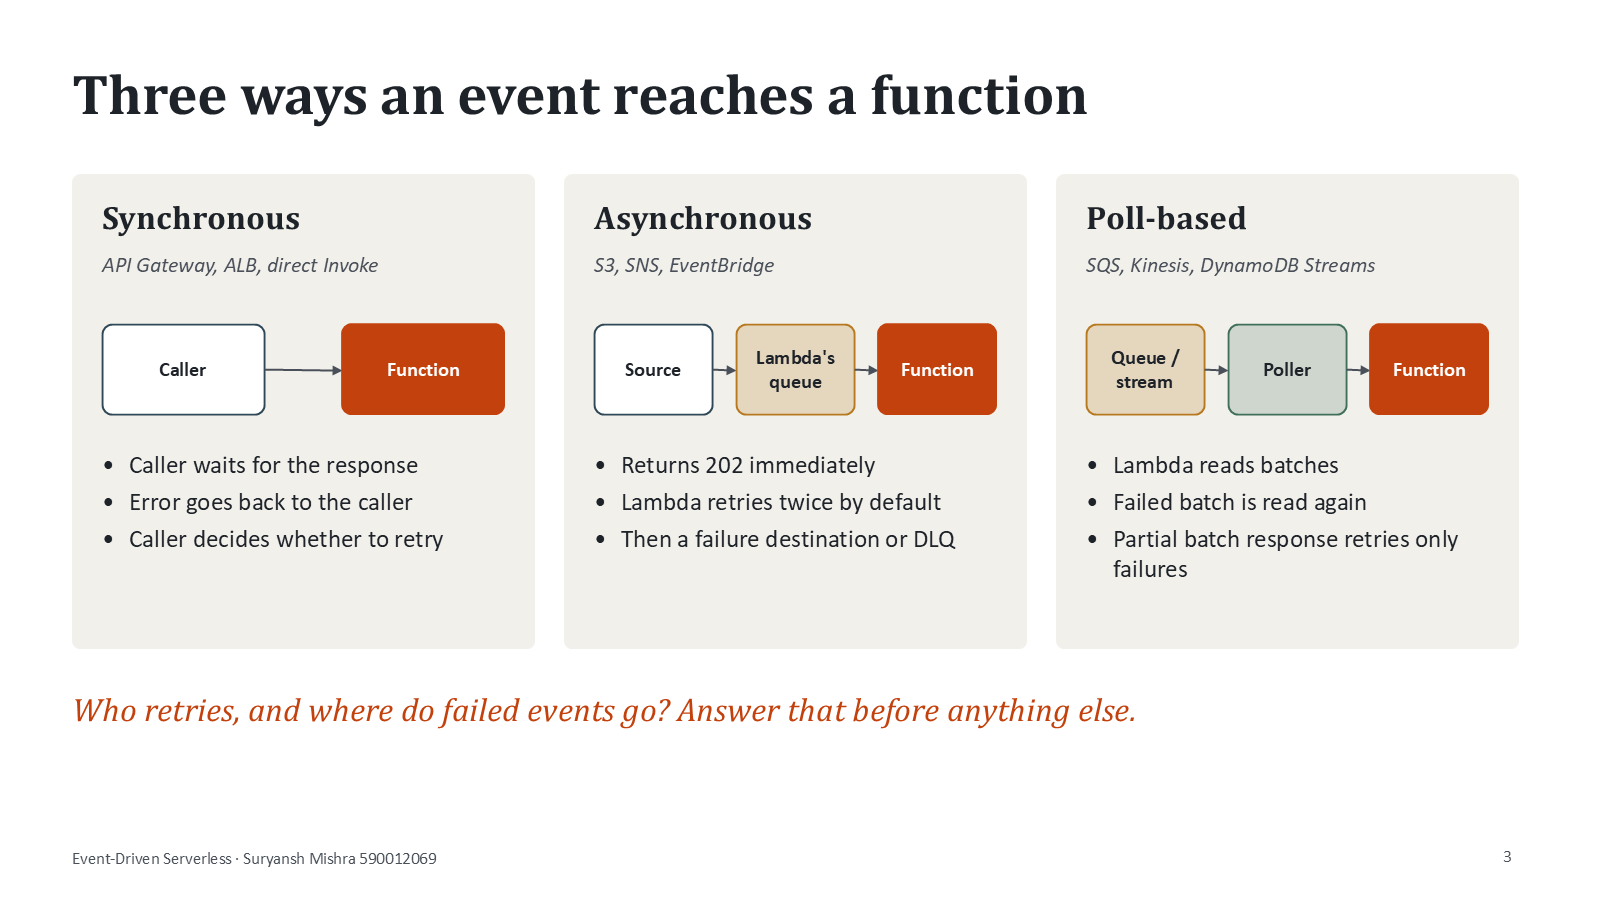 Three ways an event reaches a function
Synchronous
API Gateway, ALB, direct Invoke
Caller
Function
• Caller waits for the response
• Error goes back to the caller
• Caller decides whether to retry
Asynchronous
S3, SNS, EventBridge
Source
Lambda's
queue
Function
• Returns 202 immediately
• Lambda retries twice by default
• Then a failure destination or DLQ
Poll-based
SQS, Kinesis, DynamoDB Streams
Queue /
stream
Poller
Function
• Lambda reads batches
• Failed batch is read again
• Partial batch response retries only
failures
Who retries, and where do failed events go? Answer that before anything else.
Event-Driven Serverless · Suryansh Mishra 590012069
3